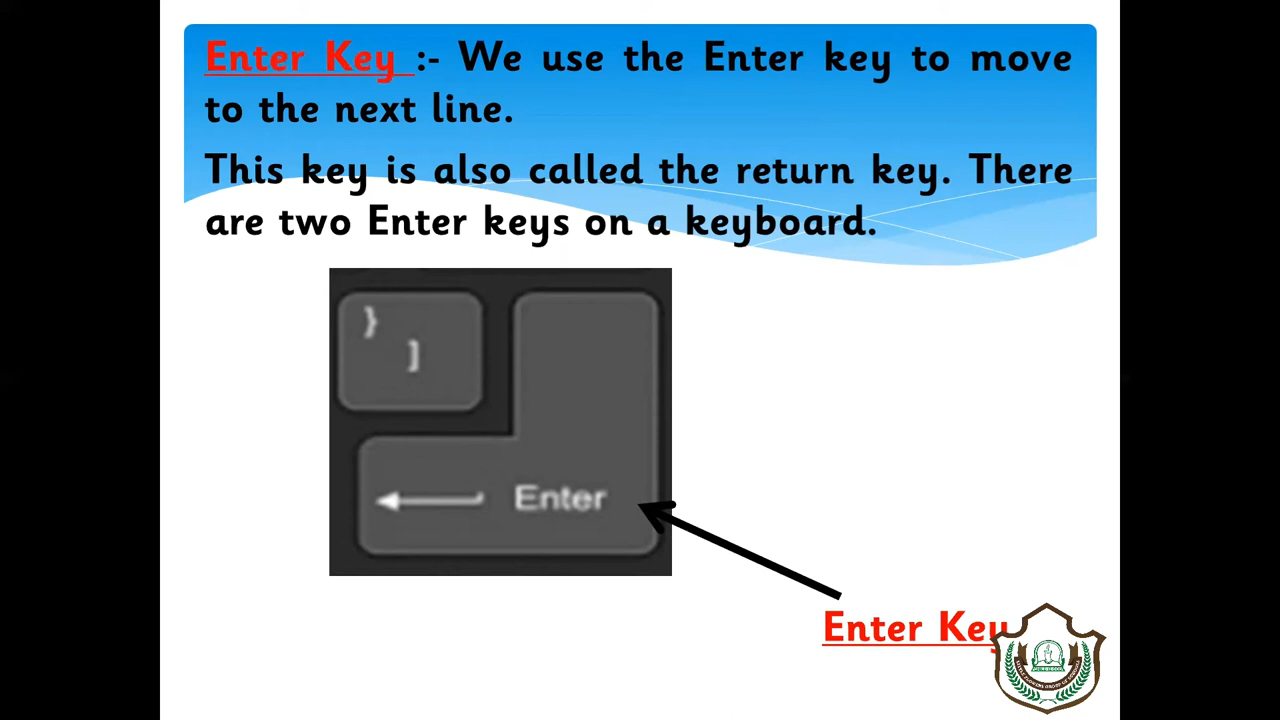 Enter Key :- We use the Enter key to move
to the next line.
This key is also called the return key. There
are two Enter keys on a keyboard.
}
]
Enter
Enter Key